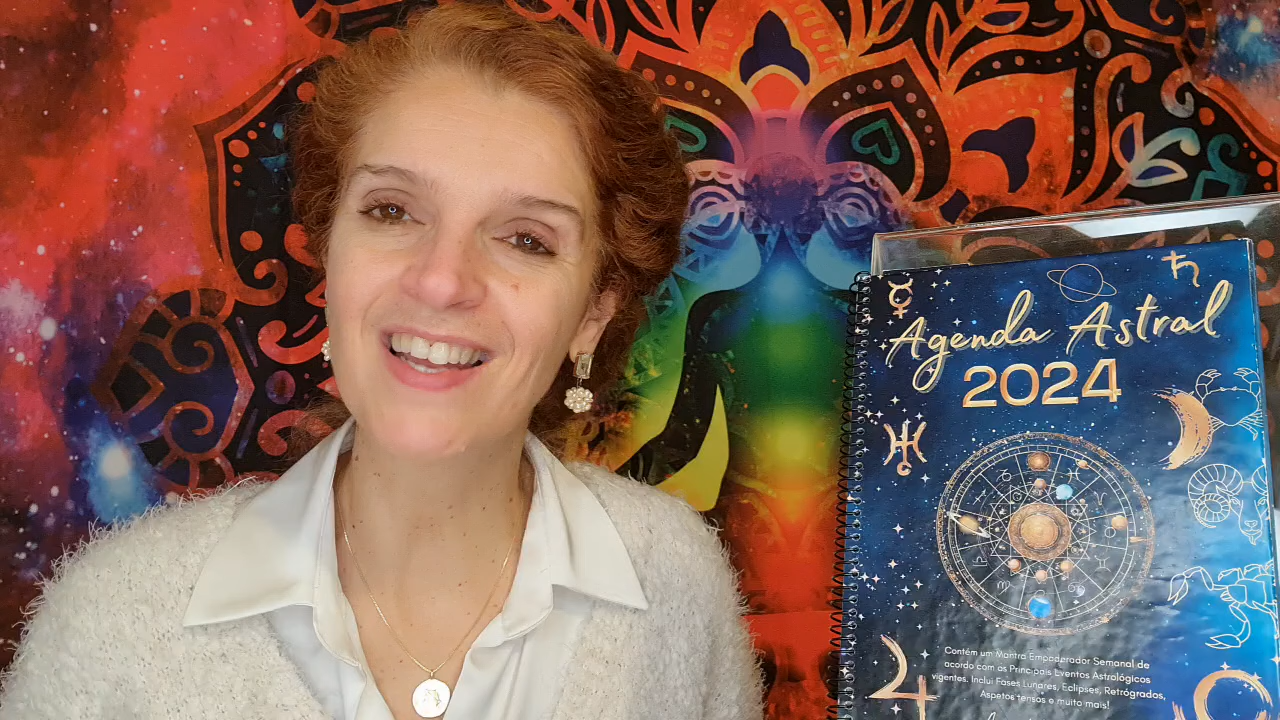 Agenda Astral
2024
Contém um Mantra Empoderador Semanal de
acordo com os Principais Eventos Astrológicos
vigentes. Inclui Fases Lunares, Eclipses, Retrógrados,
Aspetos tensos e muito mais!